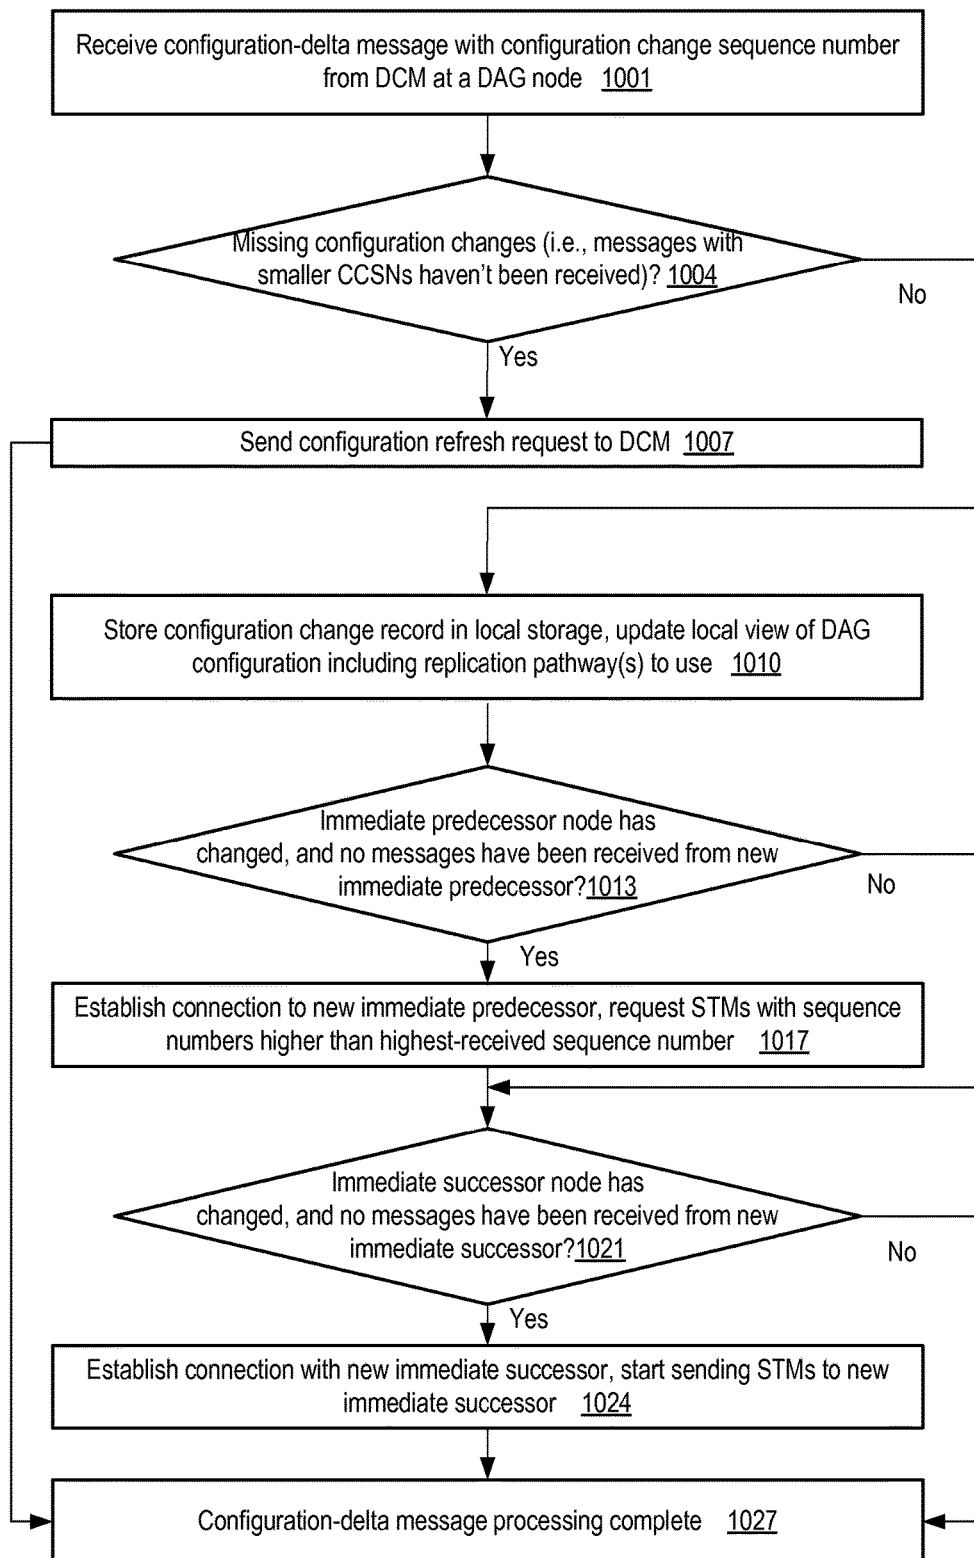 Receive configuration-delta message with configuration change sequence number
from DCM at a DAG node 1001
Missing configuration changes (i.e., messages with
smaller CCSNs haven't been received)? 1004
No
Yes
Send configuration refresh request to DCM 1007
Store configuration change record in local storage, update local view of DAG
configuration including replication pathway(s) to use 1010
Immediate predecessor node has
changed, and no messages have been received from new
immediate predecessor?1013
No
Yes
Establish connection to new immediate predecessor, request STMs with sequence
numbers higher than highest-received sequence number 1017
Immediate successor node has
changed, and no messages have been received from new
immediate successor?1021
No
Yes
Establish connection with new immediate successor, start sending STMs to new
immediate successor 1024
Configuration-delta message processing complete 1027